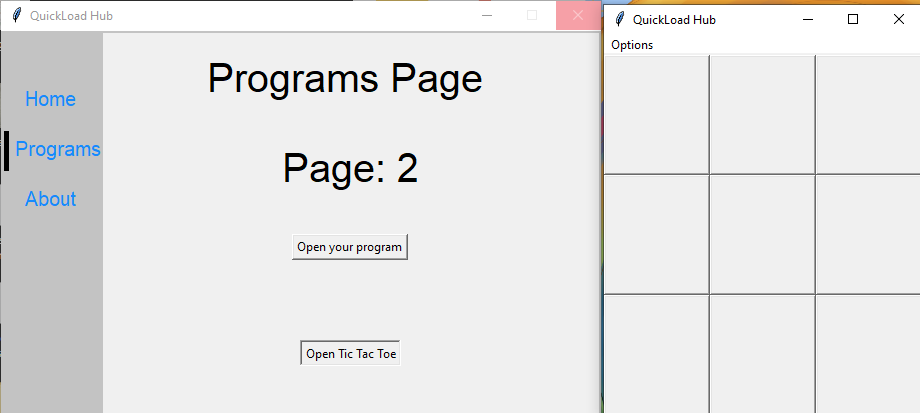 QuickLoad Hub
Home
Programs
About
Programs Page
Page: 2
Open your program
Open Tic Tac Toe
QuickLoad Hub
Options